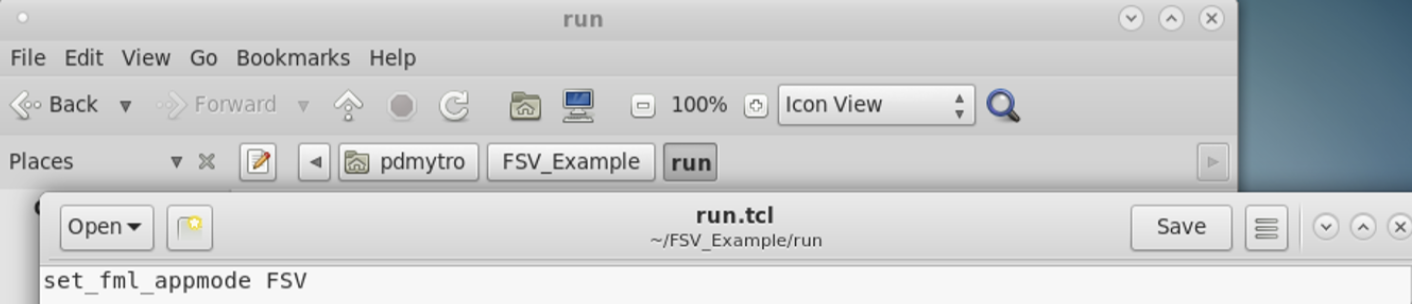 run
File Edit View Go Bookmarks Help
Back Forward 100% Icon View
Places pdmytro FSV_Example run
Open run.tcl Save
~/FSV_Example/run
set_fml_appmode FSV